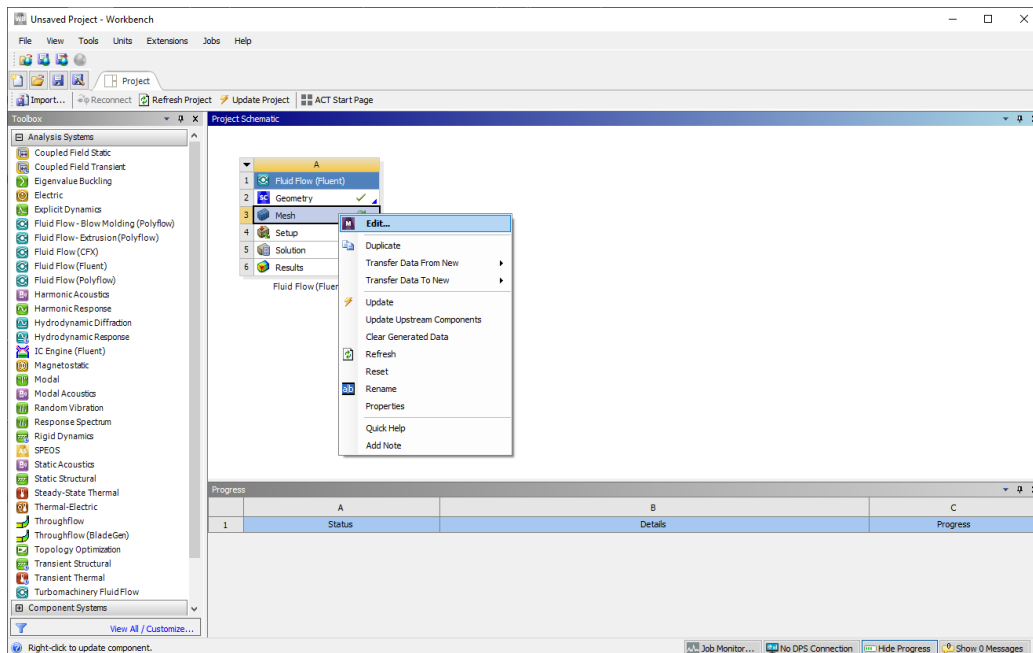 Unsaved Project - Workbench
File View Tools Units Extensions Jobs Help
Project
Import... Reconnect Refresh Project Update Project ACT Start Page
Toolbox
Project Schematic
Analysis Systems
Coupled Field Static
Coupled Field Transient
Eigenvalue Buckling
Electric
Explicit Dynamics
Fluid Flow - Blow Molding (Polyflow)
Fluid Flow - Extrusion (Polyflow)
Fluid Flow (CFX)
Fluid Flow (Fluent)
Fluid Flow (Polyflow)
Harmonic Acoustics
Harmonic Response
Hydrodynamic Diffraction
Hydrodynamic Response
IC Engine (Fluent)
Magnetostatic
Modal
Modal Acoustics
Random Vibration
Response Spectrum
Rigid Dynamics
SPEOS
Static Acoustics
Static Structural
Steady-State Thermal
Thermal-Electric
Throughflow
Throughflow (BladeGen)
Topology Optimization
Transient Structural
Transient Thermal
Turbomachinery Fluid Flow
Component Systems
View All / Customize...
A
1 Fluid Flow (Fluent)
2 SC Geometry
3 Mesh
4 Setup
5 Solution
6 Results
Fluid Flow (Fluer
M Edit...
Duplicate
Transfer Data From New
Transfer Data To New
Update
Update Upstream Components
Clear Generated Data
Refresh
Reset
ab Rename
Properties
Quick Help
Add Note
Progress
A B C
1 Status Details Progress
Right-click to update component.
Job Monitor... No DPS Connection Hide Progress Show 0 Messages